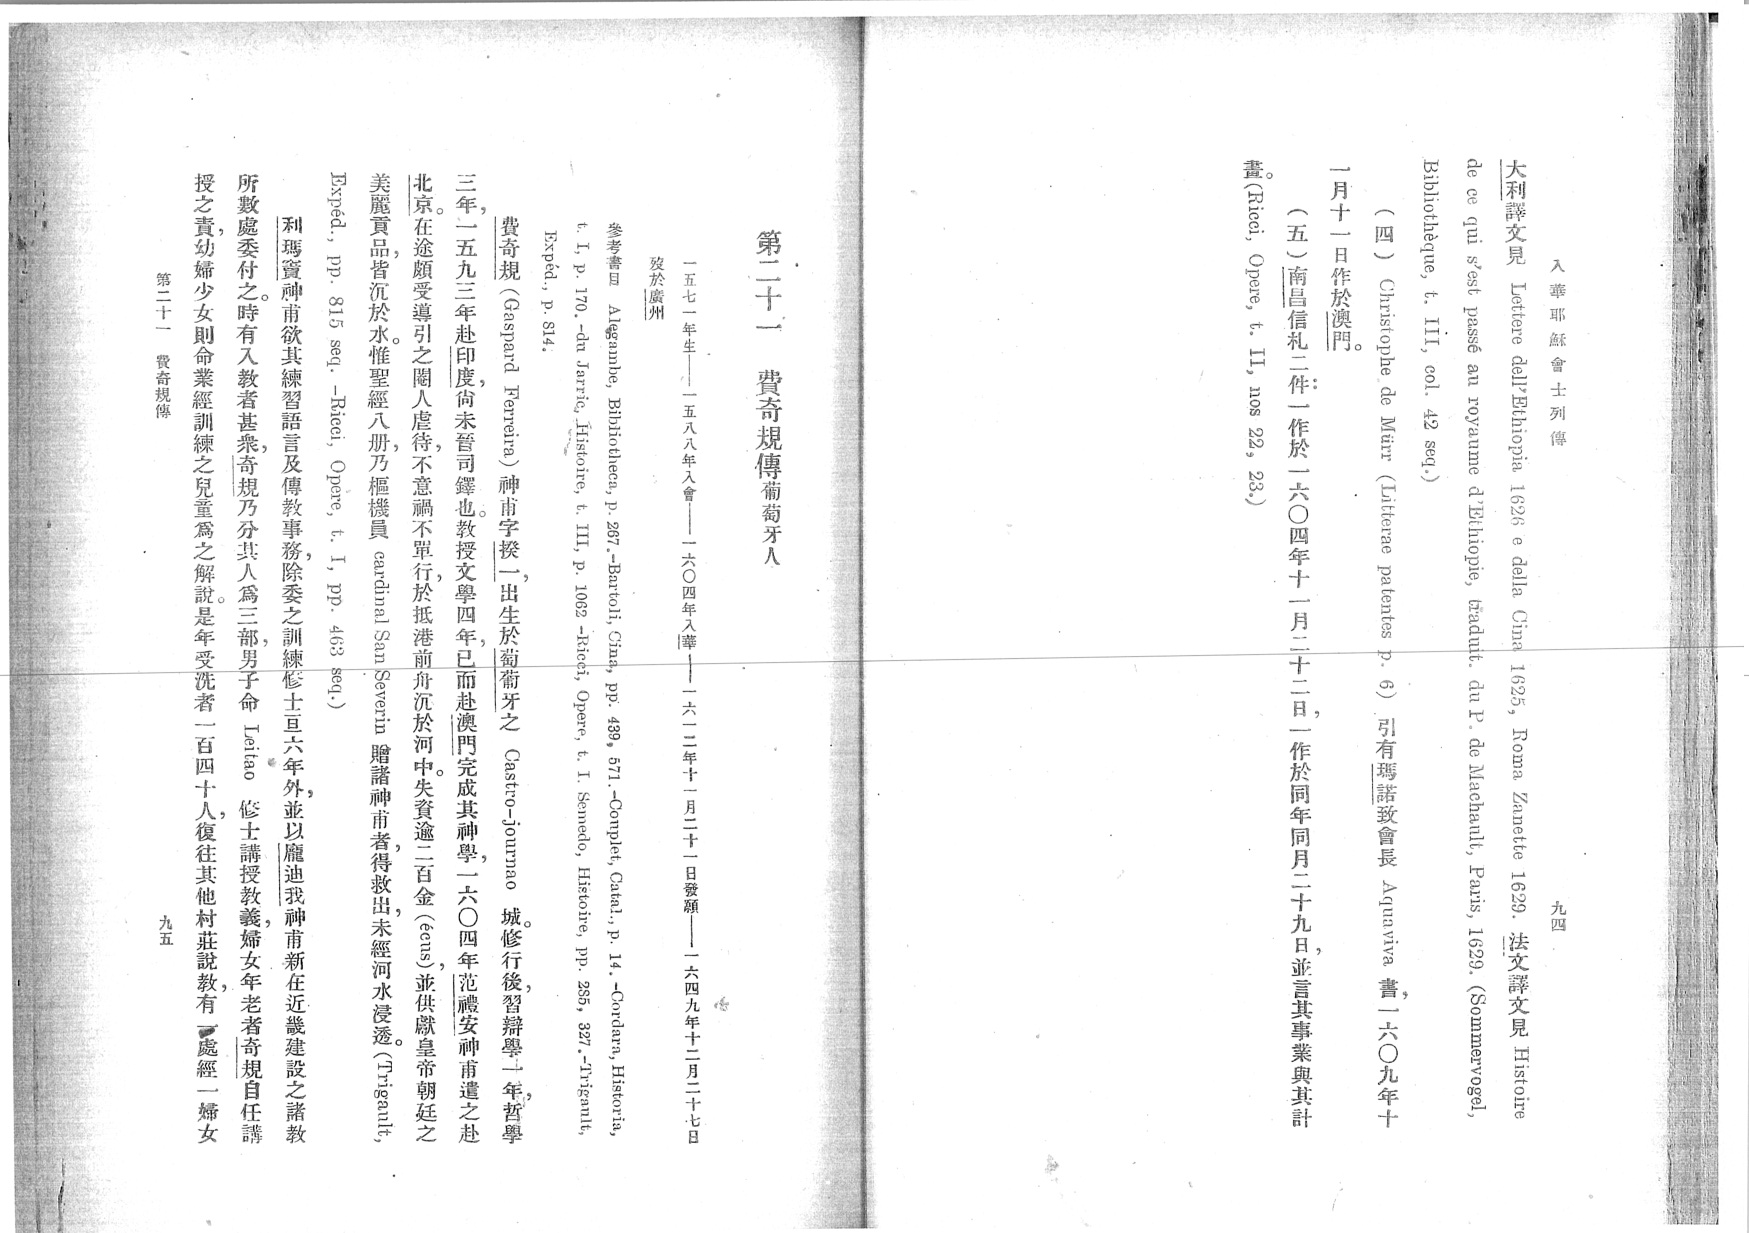 入華耶穌會士列傳
九四
大利譯文見 Lettere dell'Ethiopia 1626 e della Cina 1625, Roma Zanette 1629. 法文譯文見 Histoire
de ce qui s'est passé au royaume d'Ethiopie, traduit. du P. de Machault, Paris, 1629. (Sommervogel,
Bibliothèque, t. III, col. 42 seq.)
（四） Christophe de Mürr (Litterae patentes p. 6) 引有瑪諾致會長 Aquaviva 書，一六〇九年十
一月十一日作於澳門。
（五）南昌信札二件：一作於一六〇四年十一月二十二日，一作於同年同月二十九日，並言其事業與其計
畫。(Ricci, Opere, t. II, nos 22, 23.)
第二十一 費奇規傳 葡萄牙人
一五七一年生——一五八八年入會——一六〇四年入華——一六一二年十一月二十一日發願——一六四九年十二月二十七日
歿於廣州
參考書目 Alegambe, Bibliotheca, p. 267.-Bartoli, Cina, pp. 439, 571.-Couplet, Catal., p. 14.-Cordara, Historia,
t. I, p. 170.-du Jarric, Histoire, t. III, p. 1062 -Ricci, Opere, t. I. Semedo, Histoire, pp. 285, 327.-Trigault,
Expéd., p. 814.
費奇規 (Gaspard Ferreira) 神甫字揆一，出生於葡萄牙之 Castro-journao 城。修行後，習辯學一年，哲學
三年，一五九三年赴印度，尚未晉司鐸也。教授文學四年，已而赴澳門完成其神學，一六〇四年范禮安神甫遣之赴
北京。在途頗受導引之閹人虐待，不意禍不單行，於抵港前舟沉於河中。失資逾二百金 (écus)，並供獻皇帝朝廷之
美麗貢品，皆沉於水。惟聖經八册，乃樞機員 cardinal San Severin 贈諸神甫者，得救出，未經河水浸透。(Trigault,
Expéd., pp. 815 seq. -Ricci, Opere, t. I, pp. 463 seq.)
利瑪竇神甫欲其練習語言及傳教事務，除委之訓練修士亘六年外，並以龐迪我神甫新在近畿建設之諸教
所數處委付之。時有入教者甚衆，奇規乃分其人爲三部，男子命 Leitao 修士講授教義，婦女年老者奇規自任講
授之責，幼婦少女則命業經訓練之兒童爲之解說。是年受洗者一百四十人，復往其他村莊說教，有一處經一婦女
第二十一 費奇規傳
九五